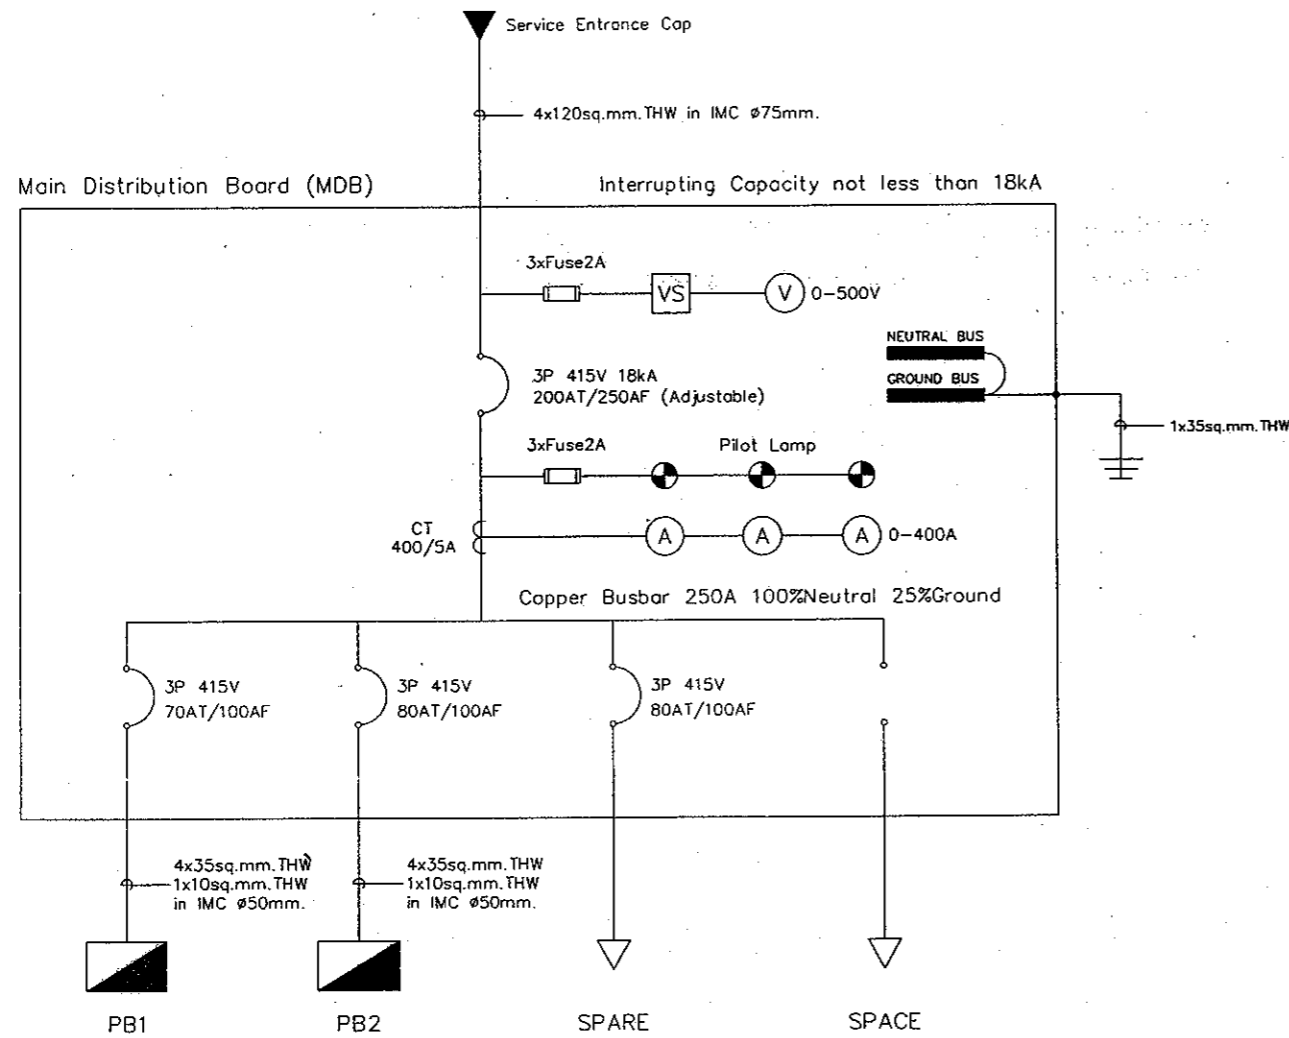 Service Entrance Cap
4x120sq.mm.THW in IMC ø75mm.
Main Distribution Board (MDB)
Interrupting Capacity not less than 18kA
3xFuse2A
VS
V
0-500V
NEUTRAL BUS
GROUND BUS
3P 415V 18kA
200AT/250AF (Adjustable)
1x35sq.mm.THW
3xFuse2A
Pilot Lamp
CT
400/5A
A
A
A
0-400A
Copper Busbar 250A 100%Neutral 25%Ground
3P 415V
70AT/100AF
3P 415V
80AT/100AF
3P 415V
80AT/100AF
4x35sq.mm.THW
1x10sq.mm.THW
in IMC ø50mm.
4x35sq.mm.THW
1x10sq.mm.THW
in IMC ø50mm.
PB1
PB2
SPARE
SPACE